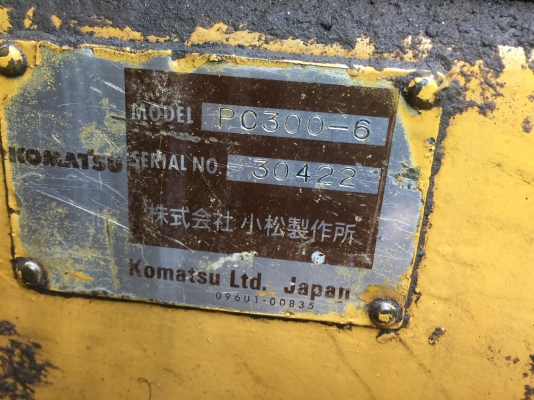 MODEL PC300-6
KOMATSU SERIAL NO. 30422
株式会社 小松製作所
Komatsu Ltd. Japan
09601-00835